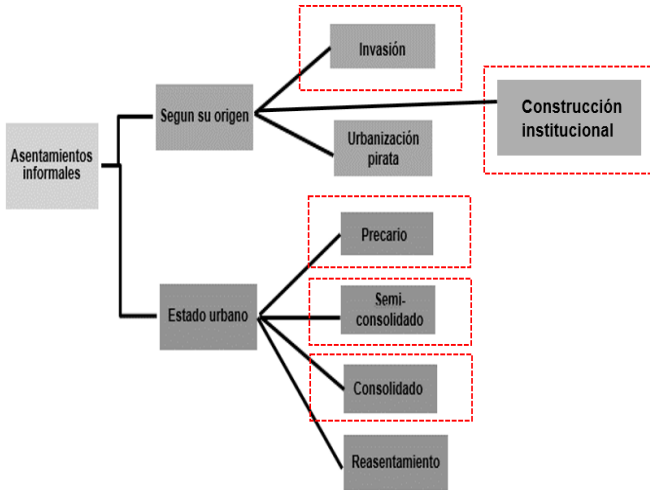 Invasión
Construcción
institucional
Segun su origen
Urbanización
pirata
Asentamientos
informales
Precario
Semi-
consolidado
Estado urbano
Consolidado
Reasentamiento